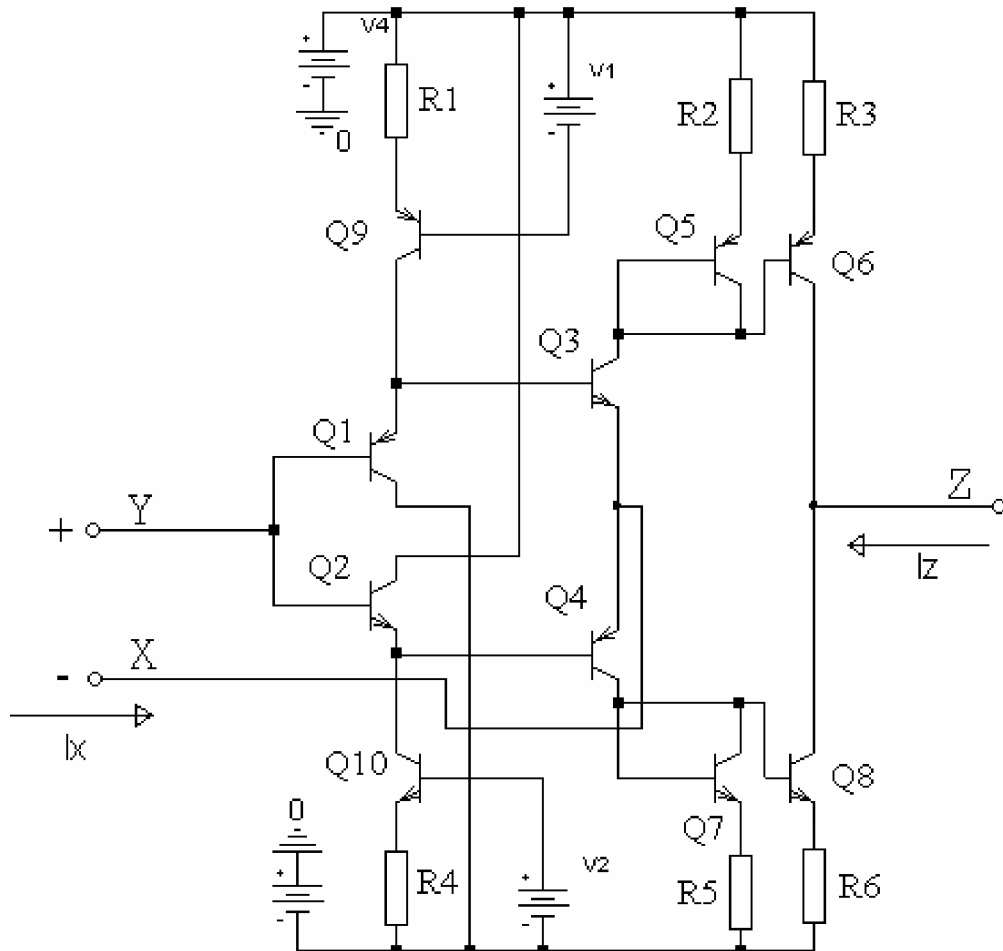 +
-
V4
R1
0
+
-
V1
R2
R3
Q9
Q5
Q6
Q3
Q1
+ Y
Z
Q2
Iz
Q4
- X
Ix
Q10
Q8
0
Q7
+
-
R4
+
-
V2
R5
R6